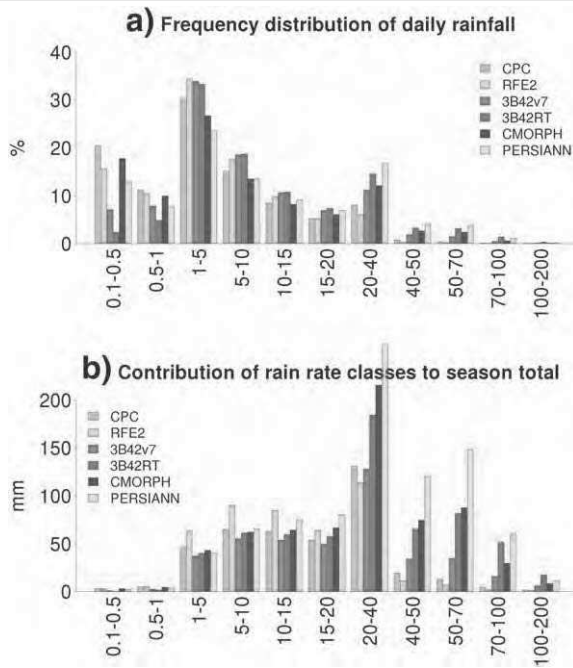 a) Frequency distribution of daily rainfall
40
30
20
10
0
%
CPC
RFE2
3B42v7
3B42RT
CMORPH
PERSIANN
0.1-0.5
0.5-1
1-5
5-10
10-15
15-20
20-40
40-50
50-70
70-100
100-200
b) Contribution of rain rate classes to season total
200
150
100
50
0
mm
CPC
RFE2
3B42v7
3B42RT
CMORPH
PERSIANN
0.1-0.5
0.5-1
1-5
5-10
10-15
15-20
20-40
40-50
50-70
70-100
100-200